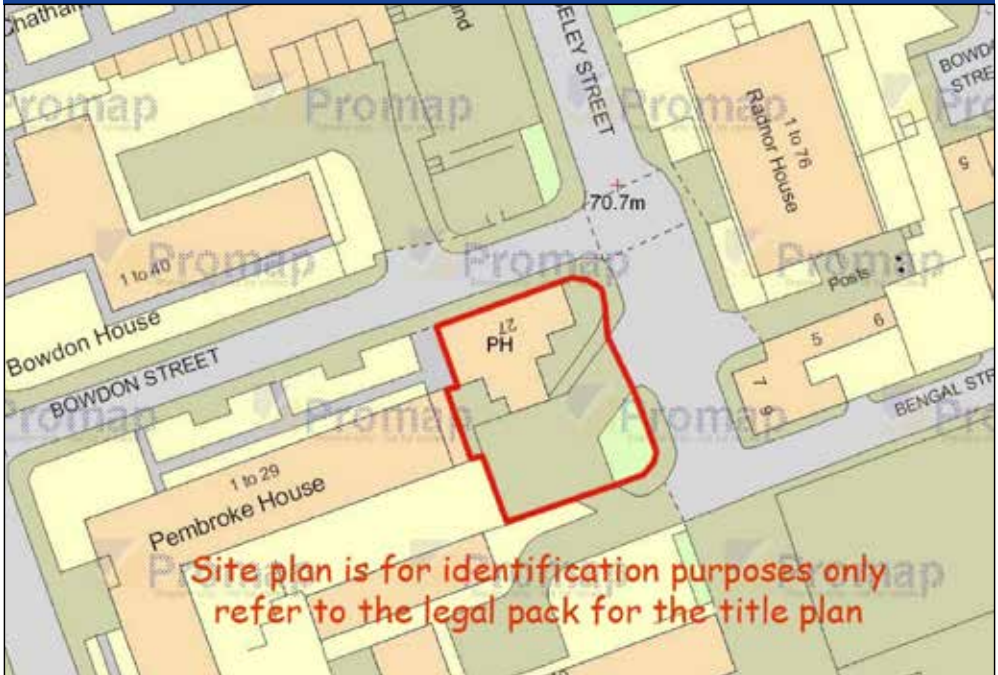 Chatham
ELEY STREET
BOWD
STRE
Promap
Promap
Promap
1 to 76
Radnor House
5
70.7m
1 to 40
Promap
Promap
Promap
Posts
Bowdon House
27
PH
5
6
BOWDON STREET
7
9
BENGAL STR
Promap
Promap
Promap
1 to 29
Pembroke House
Site plan is for identification purposes only
refer to the legal pack for the title plan